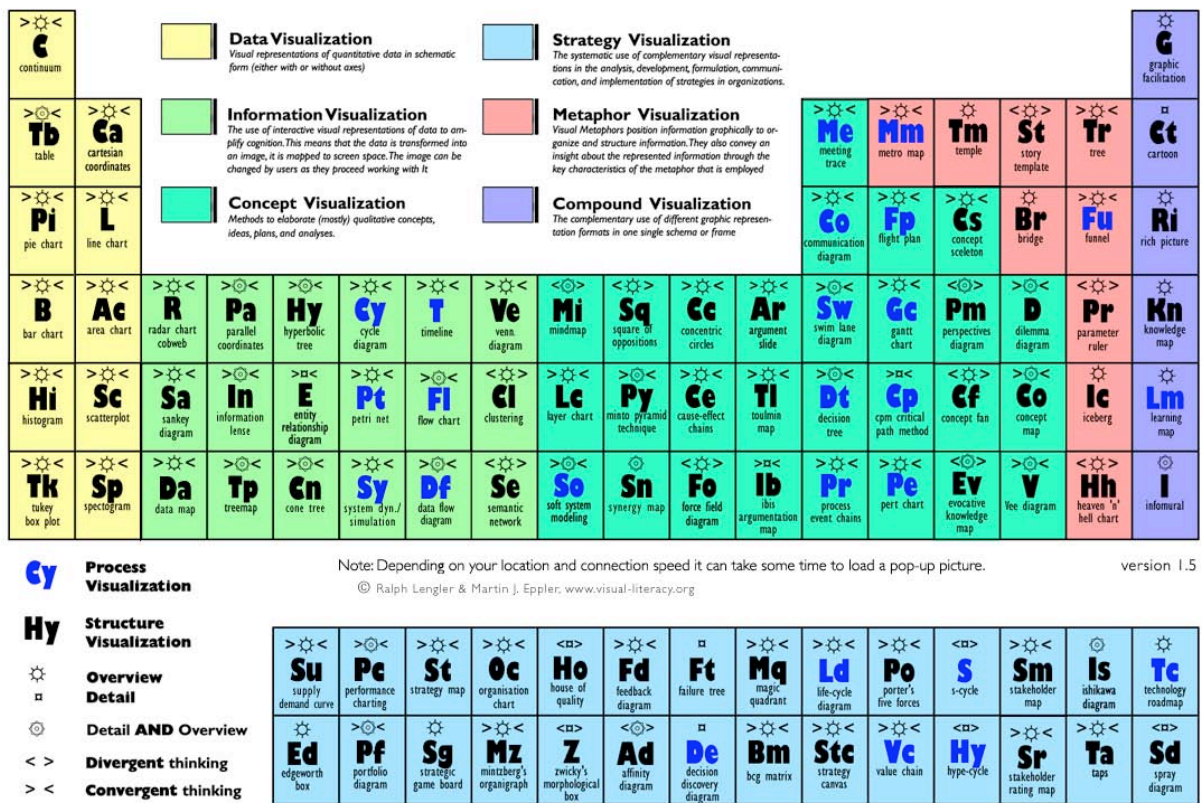 > ☼ <
C
continuum
Data Visualization
Visual representations of quantitative data in schematic
form (either with or without axes)
Strategy Visualization
The systematic use of complementary visual representa-
tions in the analysis, development, formulation, communi-
cation, and implementation of strategies in organizations.
> ☼ <
G
graphic
facilitation
Tb
table
Ca
cartesian
coordinates
Information Visualization
The use of interactive visual representations of data to am-
plify cognition. This means that the data is transformed into
an image, it is mapped to screen space. The image can be
changed by users as they proceed working with It
Metaphor Visualization
Visual Metaphors position information graphically to or-
ganize and structure information. They also convey an
insight about the represented information through the
key characteristics of the metaphor that is employed
Me
meeting
trace
Mm
metro map
Tm
temple
St
story
template
Tr
tree
Ct
cartoon
Pi
pie chart
L
line chart
Concept Visualization
Methods to elaborate (mostly) qualitative concepts,
ideas, plans, and analyses.
Compound Visualization
The complementary use of different graphic represen-
tation formats in one single schema or frame
Co
communication
diagram
Fp
flight plan
Cs
concept
sceleton
Br
bridge
Fu
funnel
Ri
rich picture
B
bar chart
Ac
area chart
R
radar chart
cobweb
Pa
parallel
coordinates
Hy
hyperbolic
tree
Cy
cycle
diagram
T
timeline
Ve
venn.
diagram
Mi
mindmap
Sq
square of
oppositions
Cc
concentric
circles
Ar
argument
slide
Sw
swim lane
diagram
Gc
gantt
chart
Pm
perspectives
diagram
D
dilemma
diagram
Pr
parameter
ruler
Kn
knowledge
map
Hi
histogram
Sc
scatterplot
Sa
sankey
diagram
In
information
lense
E
entity
relationship
diagram
Pt
petri net
Fl
flow chart
Cl
clustering
Lc
layer chart
Py
minto pyramid
technique
Ce
cause-effect
chains
Tl
toulmin
map
Dt
decision
tree
Cp
cpm critical
path method
Cf
concept fan
Co
concept
map
Ic
iceberg
Lm
learning
map
Tk
tukey
box plot
Sp
spectogram
Da
data map
Tp
treemap
Cn
cone tree
Sy
system dyn./
simulation
Df
data flow
diagram
Se
semantic
network
So
soft system
modeling
Sn
synergy map
Fo
force field
diagram
Ib
ibis
argumentation
map
Pr
process
event chains
Pe
pert chart
Ev
evocative
knowledge
map
V
Vee diagram
Hh
heaven 'n'
hell chart
I
infomural
Cy Process
Visualization
Note: Depending on your location and connection speed it can take some time to load a pop-up picture.
version 1.5
© Ralph Lengler & Martin J. Eppler, www.visual-literacy.org
Hy Structure
Visualization
☼ Overview
¤ Detail
Detail AND Overview
< > Divergent thinking
> < Convergent thinking
Su
supply
demand curve
Pc
performance
charting
St
strategy map
Oc
organisation
chart
Ho
house of
quality
Fd
feedback
diagram
Ft
failure tree
Mq
magic
quadrant
Ld
life-cycle
diagram
Po
porter's
five forces
S
s-cycle
Sm
stakeholder
map
Is
ishikawa
diagram
Tc
technology
roadmap
Ed
edgeworth
box
Pf
portfolio
diagram
Sg
strategic
game board
Mz
mintzberg's
organigraph
Z
zwicky's
morphological
box
Ad
affinity
diagram
De
decision
discovery
diagram
Bm
bcg matrix
Stc
strategy
canvas
Vc
value chain
Hy
hype-cycle
Sr
stakeholder
rating map
Ta
taps
Sd
spray
diagram